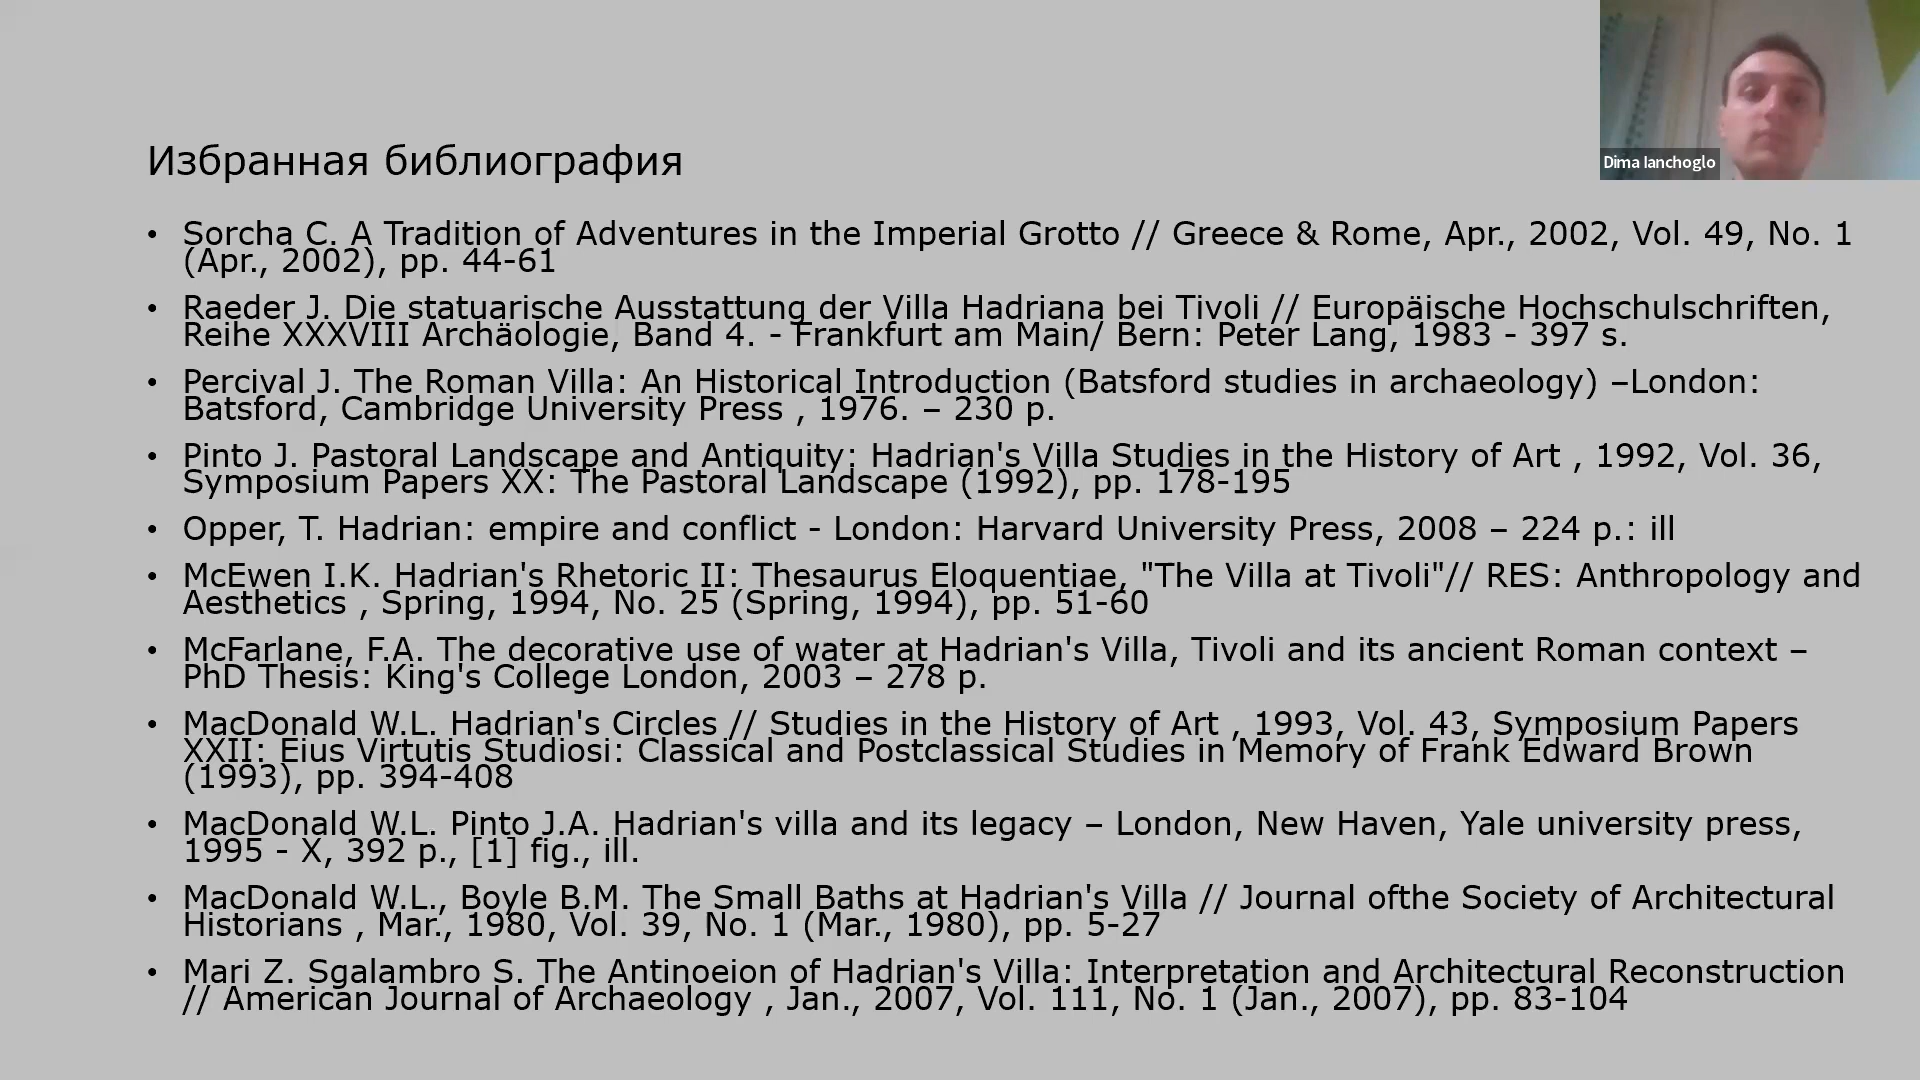 Dima Ianchoglo
Избранная библиография
• Sorcha C. A Tradition of Adventures in the Imperial Grotto // Greece & Rome, Apr., 2002, Vol. 49, No. 1
(Apr., 2002), pp. 44-61
• Raeder J. Die statuarische Ausstattung der Villa Hadriana bei Tivoli // Europäische Hochschulschriften,
Reihe XXXVIII Archäologie, Band 4. - Frankfurt am Main/ Bern: Peter Lang, 1983 - 397 s.
• Percival J. The Roman Villa: An Historical Introduction (Batsford studies in archaeology) –London:
Batsford, Cambridge University Press , 1976. – 230 p.
• Pinto J. Pastoral Landscape and Antiquity: Hadrian's Villa Studies in the History of Art , 1992, Vol. 36,
Symposium Papers XX: The Pastoral Landscape (1992), pp. 178-195
• Opper, T. Hadrian: empire and conflict - London: Harvard University Press, 2008 – 224 p.: ill
• McEwen I.K. Hadrian's Rhetoric II: Thesaurus Eloquentiae, "The Villa at Tivoli"// RES: Anthropology and
Aesthetics , Spring, 1994, No. 25 (Spring, 1994), pp. 51-60
• McFarlane, F.A. The decorative use of water at Hadrian's Villa, Tivoli and its ancient Roman context –
PhD Thesis: King's College London, 2003 – 278 p.
• MacDonald W.L. Hadrian's Circles // Studies in the History of Art , 1993, Vol. 43, Symposium Papers
XXII: Eius Virtutis Studiosi: Classical and Postclassical Studies in Memory of Frank Edward Brown
(1993), pp. 394-408
• MacDonald W.L. Pinto J.A. Hadrian's villa and its legacy – London, New Haven, Yale university press,
1995 - X, 392 p., [1] fig., ill.
• MacDonald W.L., Boyle B.M. The Small Baths at Hadrian's Villa // Journal ofthe Society of Architectural
Historians , Mar., 1980, Vol. 39, No. 1 (Mar., 1980), pp. 5-27
• Mari Z. Sgalambro S. The Antinoeion of Hadrian's Villa: Interpretation and Architectural Reconstruction
// American Journal of Archaeology , Jan., 2007, Vol. 111, No. 1 (Jan., 2007), pp. 83-104